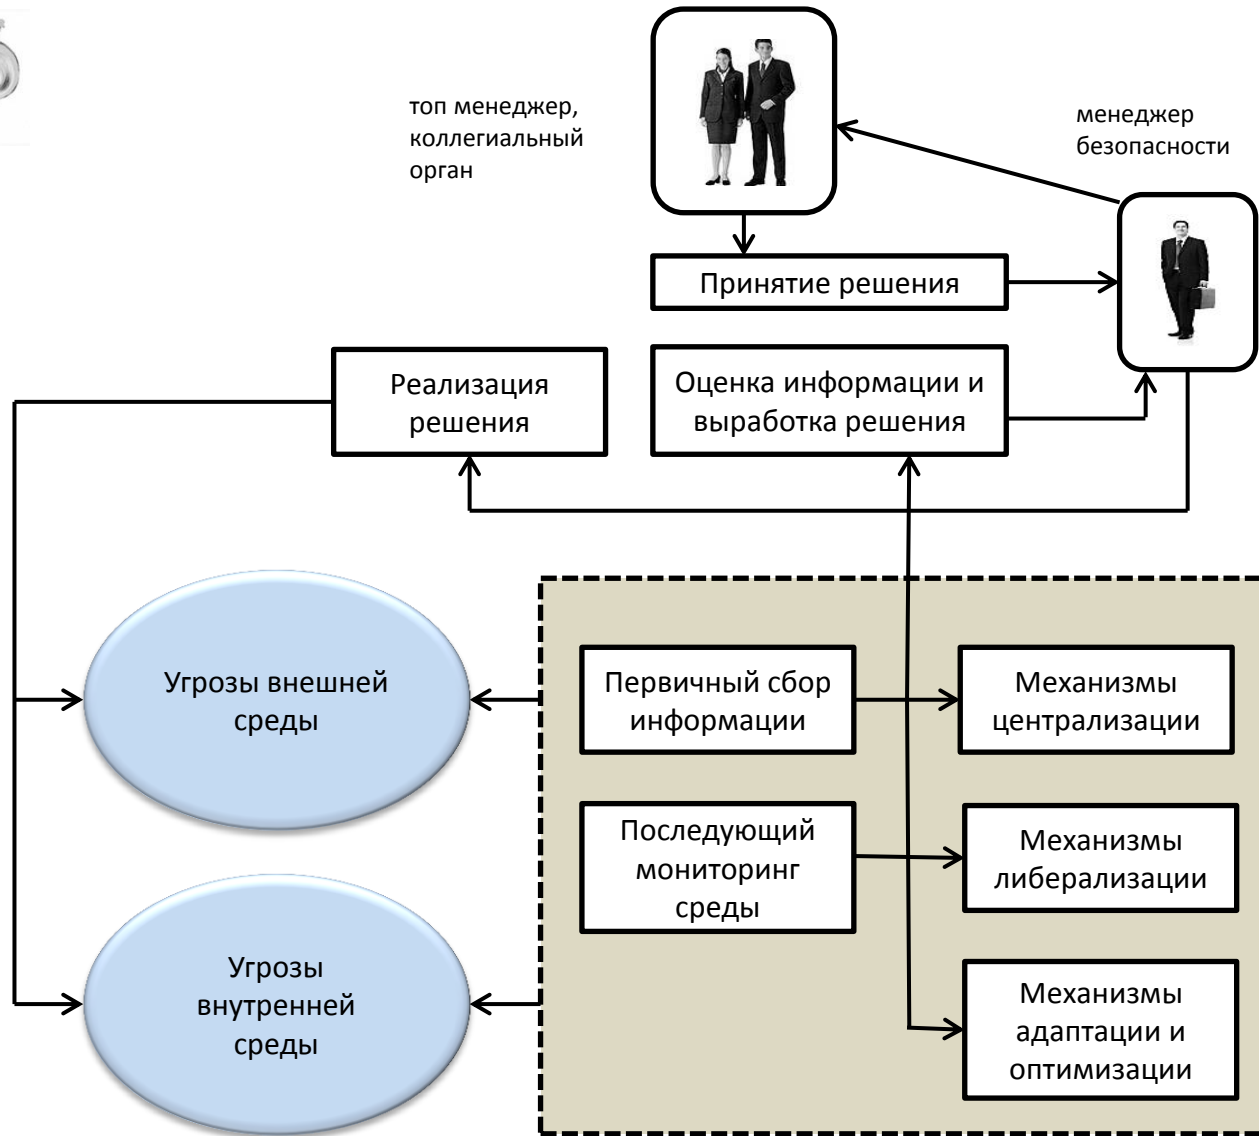 топ менеджер,
коллегиальный
орган
менеджер
безопасности
Принятие решения
Реализация
решения
Оценка информации и
выработка решения
Угрозы внешней
среды
Первичный сбор
информации
Механизмы
централизации
Последующий
мониторинг
среды
Механизмы
либерализации
Угрозы
внутренней
среды
Механизмы
адаптации и
оптимизации